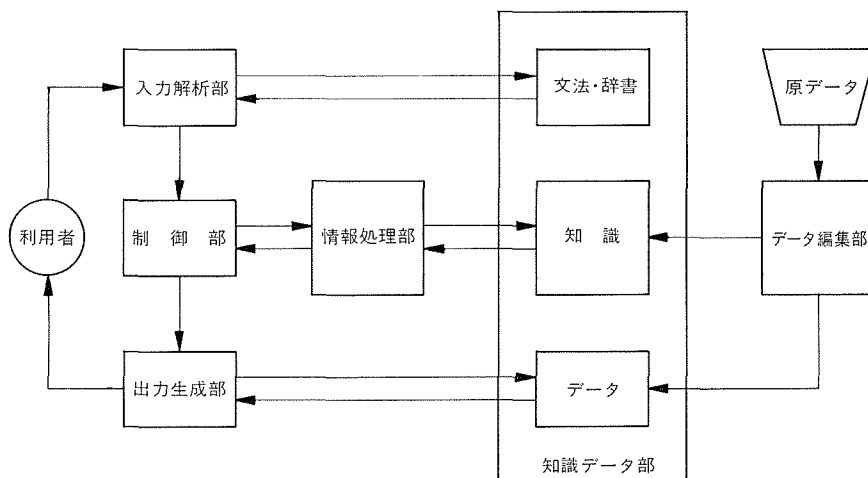 入力解析部
文法・辞書
原データ
利用者
制御部
情報処理部
知識
データ編集部
出力生成部
データ
知識データ部